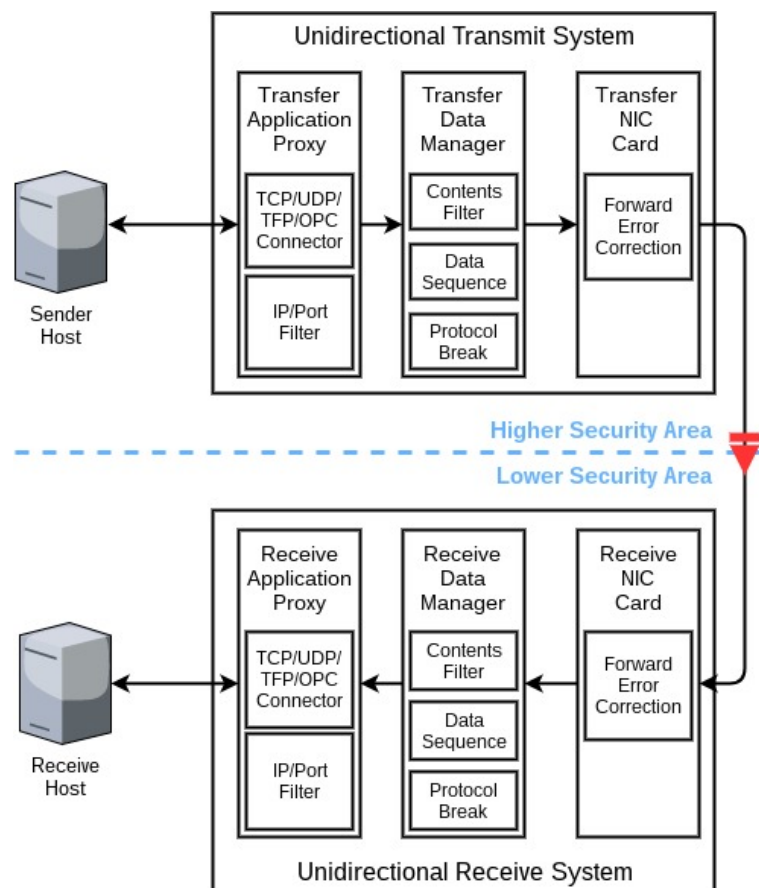 Unidirectional Transmit System
Transfer
Application
Proxy
TCP/UDP/
TFP/OPC
Connector
IP/Port
Filter
Transfer
Data
Manager
Contents
Filter
Data
Sequence
Protocol
Break
Transfer
NIC
Card
Forward
Error
Correction
Sender
Host
Higher Security Area
Lower Security Area
Receive
Application
Proxy
TCP/UDP/
TFP/OPC
Connector
IP/Port
Filter
Receive
Data
Manager
Contents
Filter
Data
Sequence
Protocol
Break
Receive
NIC
Card
Forward
Error
Correction
Receive
Host
Unidirectional Receive System